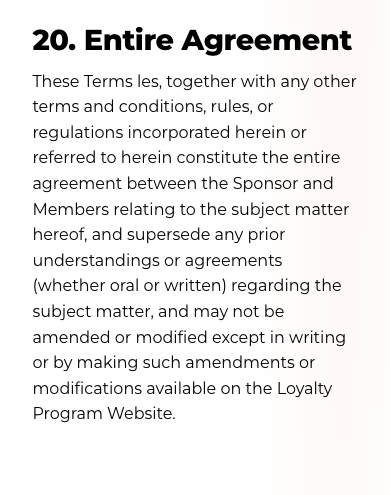 20. Entire Agreement
These Terms les, together with any other
terms and conditions, rules, or
regulations incorporated herein or
referred to herein constitute the entire
agreement between the Sponsor and
Members relating to the subject matter
hereof, and supersede any prior
understandings or agreements
(whether oral or written) regarding the
subject matter, and may not be
amended or modified except in writing
or by making such amendments or
modifications available on the Loyalty
Program Website.